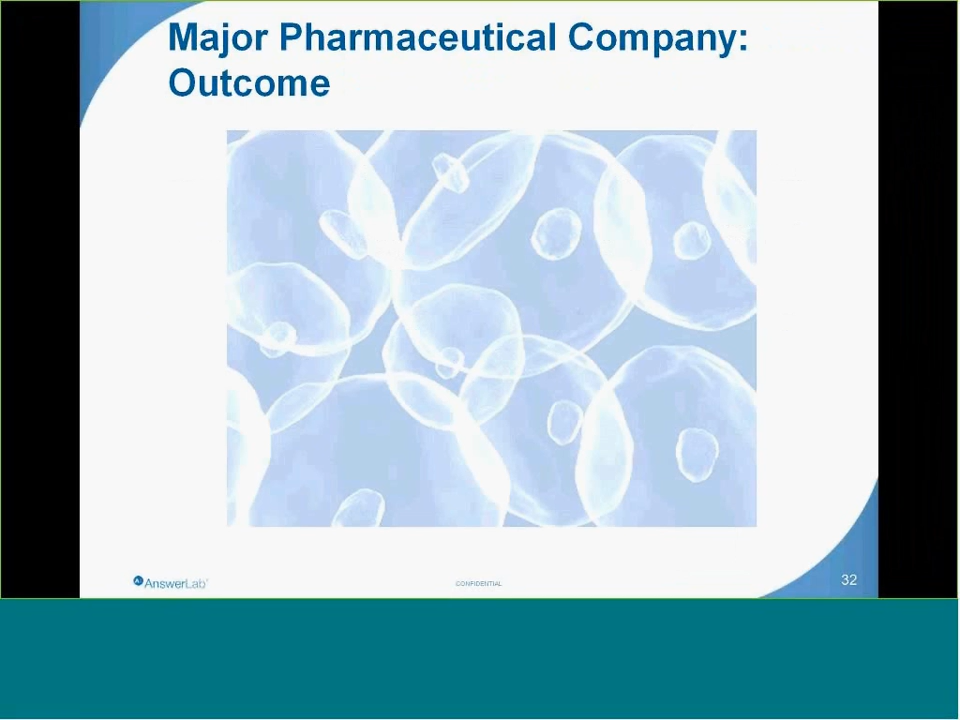 Major Pharmaceutical Company:
Outcome
AnswerLab
CONFIDENTIAL
32